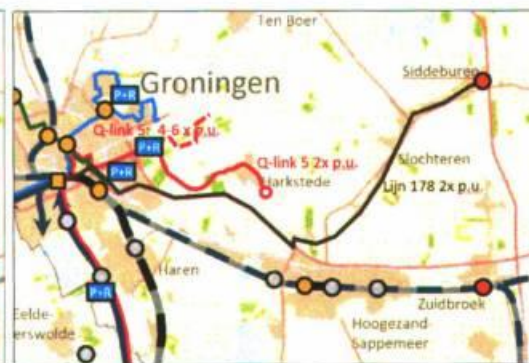 Ten Boer
P+R
Groningen
Siddeburen
Q-link 5: 4-6 x p.u.
P+R
Q-link 5 2x p.u.
Slochteren
P+R
Harkstede
Lijn 178 2x p.u.
Haren
P+R
Zuidbroek
Eelde-
erswolde
Hoogezand-
Sappemeer